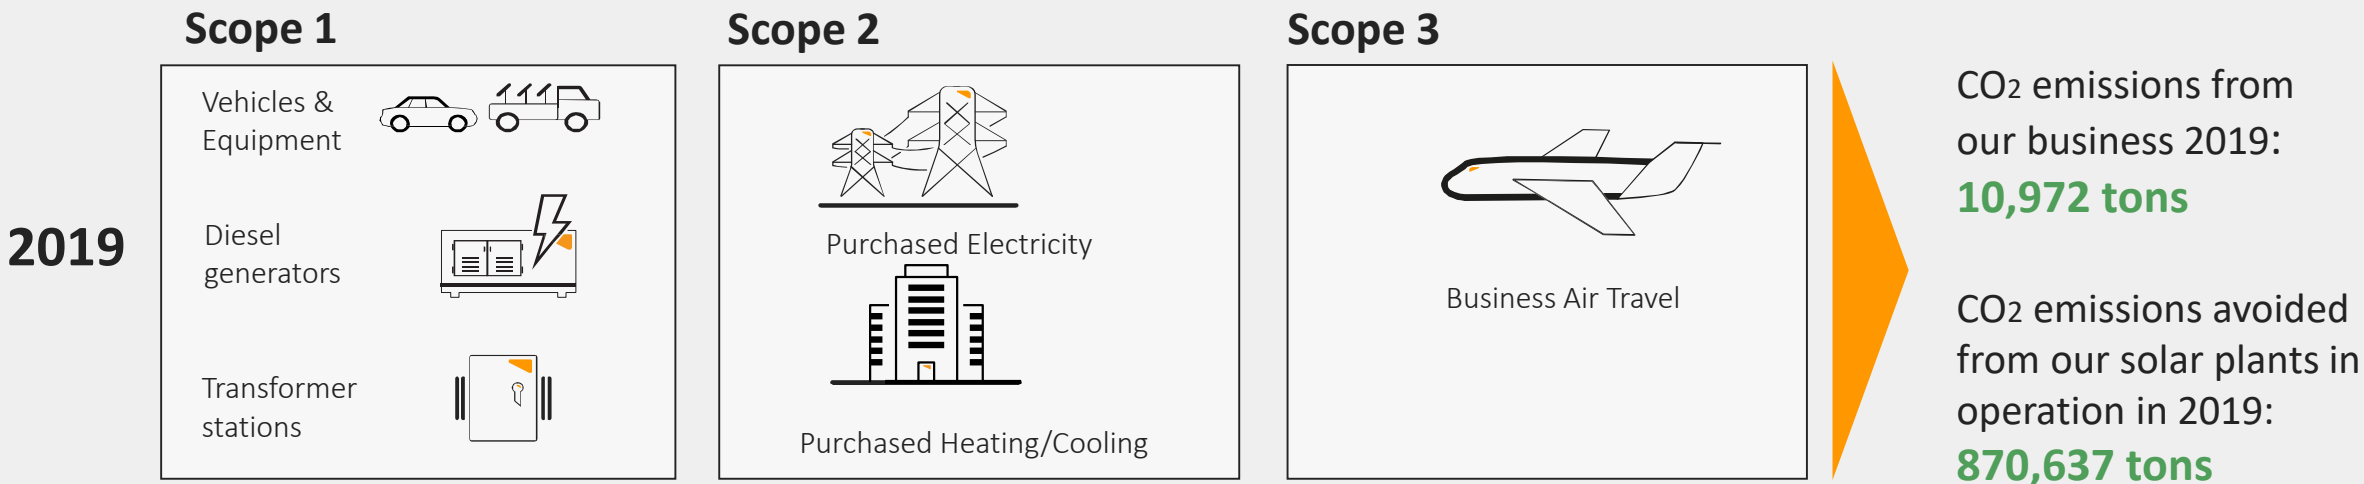 2019
Scope 1
Vehicles &
Equipment
Diesel
generators
Transformer
stations
Scope 2
Purchased Electricity
Purchased Heating/Cooling
Scope 3
Business Air Travel
CO2 emissions from
our business 2019:
10,972 tons
CO2 emissions avoided
from our solar plants in
operation in 2019:
870,637 tons